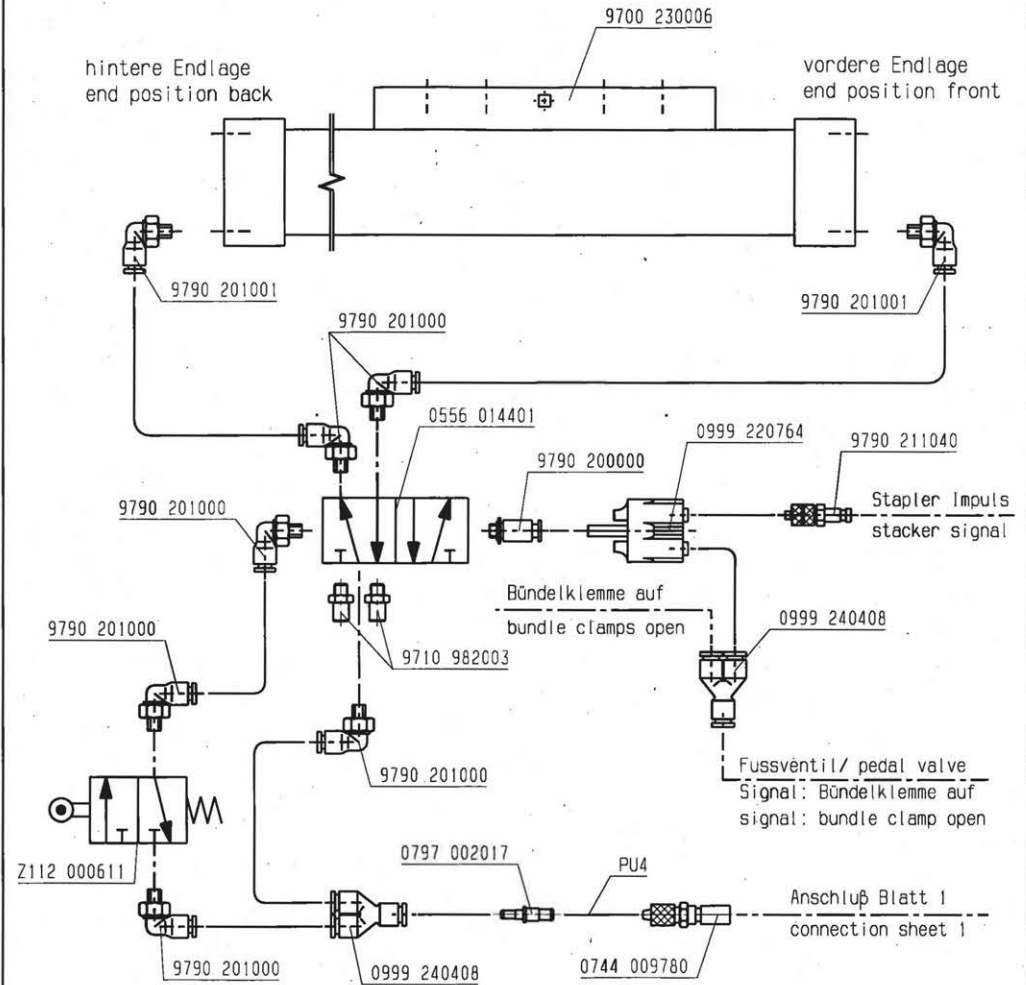 9700 230006
hintere Endlage
end position back
vordere Endlage
end position front
9790 201001
9790 201001
9790 201000
0556 014401
0999 220764
9790 211040
9790 200000
9790 201000
Stapler Impuls
stacker signal
Bündelklemme auf
bundle clamps open
9790 201000
0999 240408
9710 982003
9790 201000
Fussventil/ pedal valve
Signal: Bündelklemme auf
signal: bundle clamp open
Z112 000611
0797 002017
PU4
Anschluß Blatt 1
connection sheet 1
9790 201000
0999 240408
0744 009780